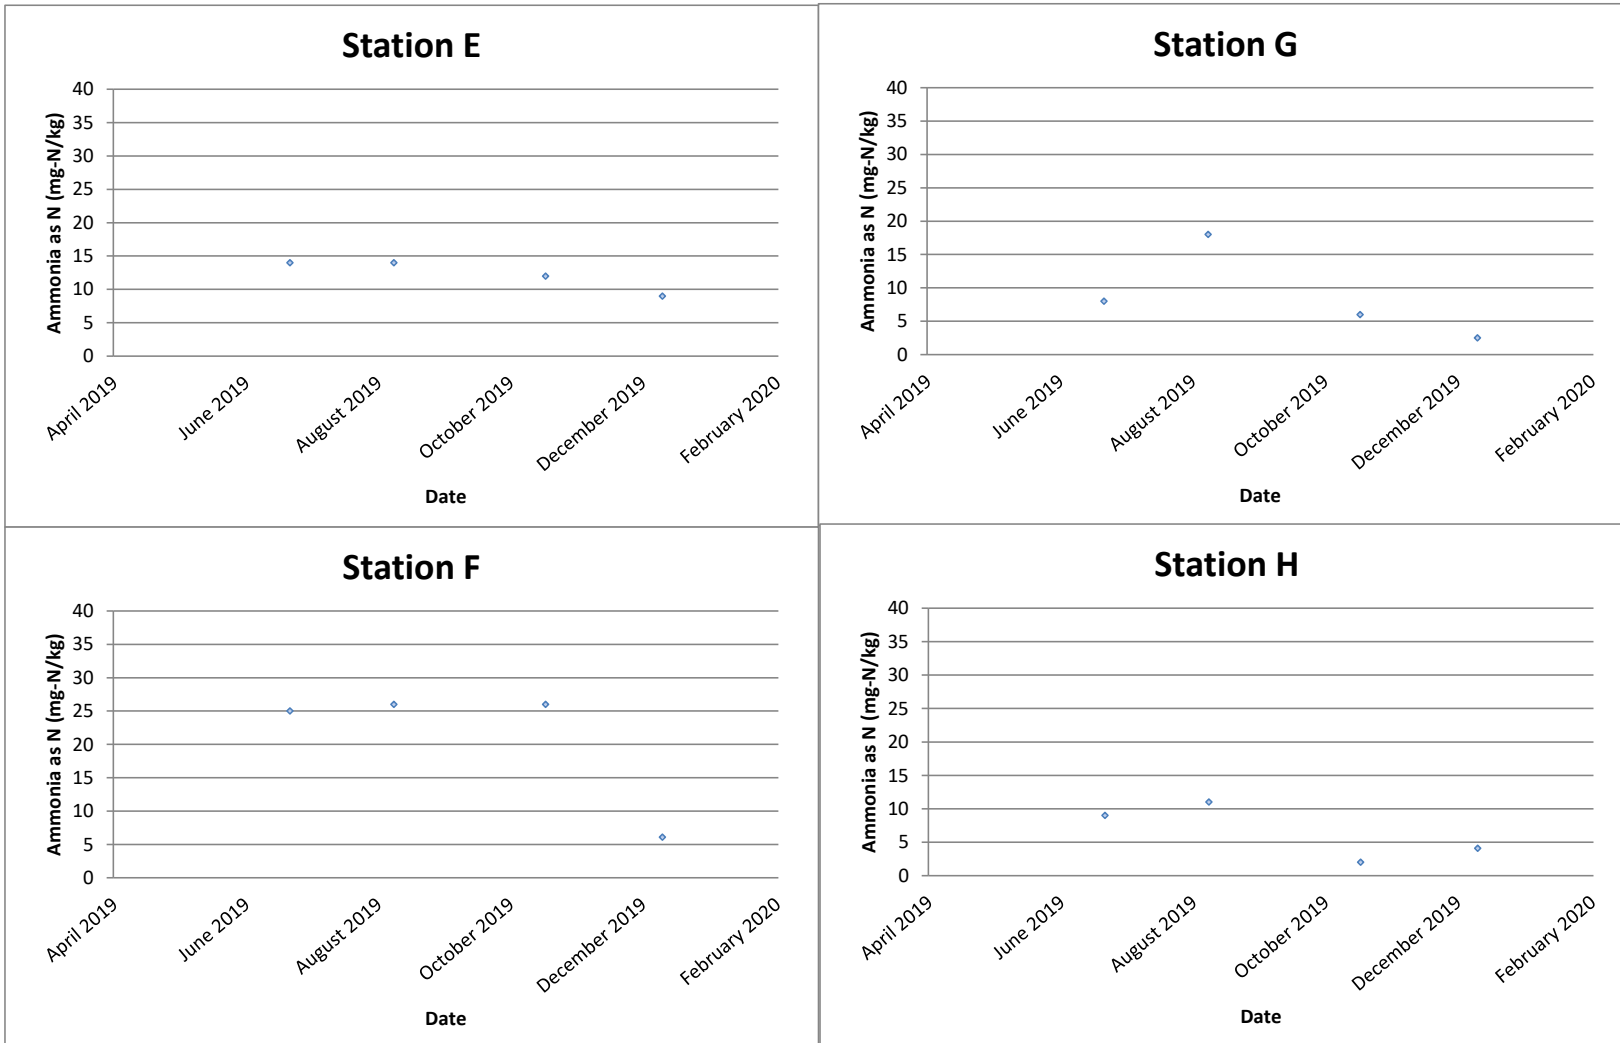 Station E
Ammonia as N (mg-N/kg)
40
35
30
25
20
15
10
5
0
April 2019
June 2019
August 2019
October 2019
December 2019
February 2020
Date
Station G
Ammonia as N (mg-N/kg)
40
35
30
25
20
15
10
5
0
April 2019
June 2019
August 2019
October 2019
December 2019
February 2020
Date
Station F
Ammonia as N (mg-N/kg)
40
35
30
25
20
15
10
5
0
April 2019
June 2019
August 2019
October 2019
December 2019
February 2020
Date
Station H
Ammonia as N (mg-N/kg)
40
35
30
25
20
15
10
5
0
April 2019
June 2019
August 2019
October 2019
December 2019
February 2020
Date